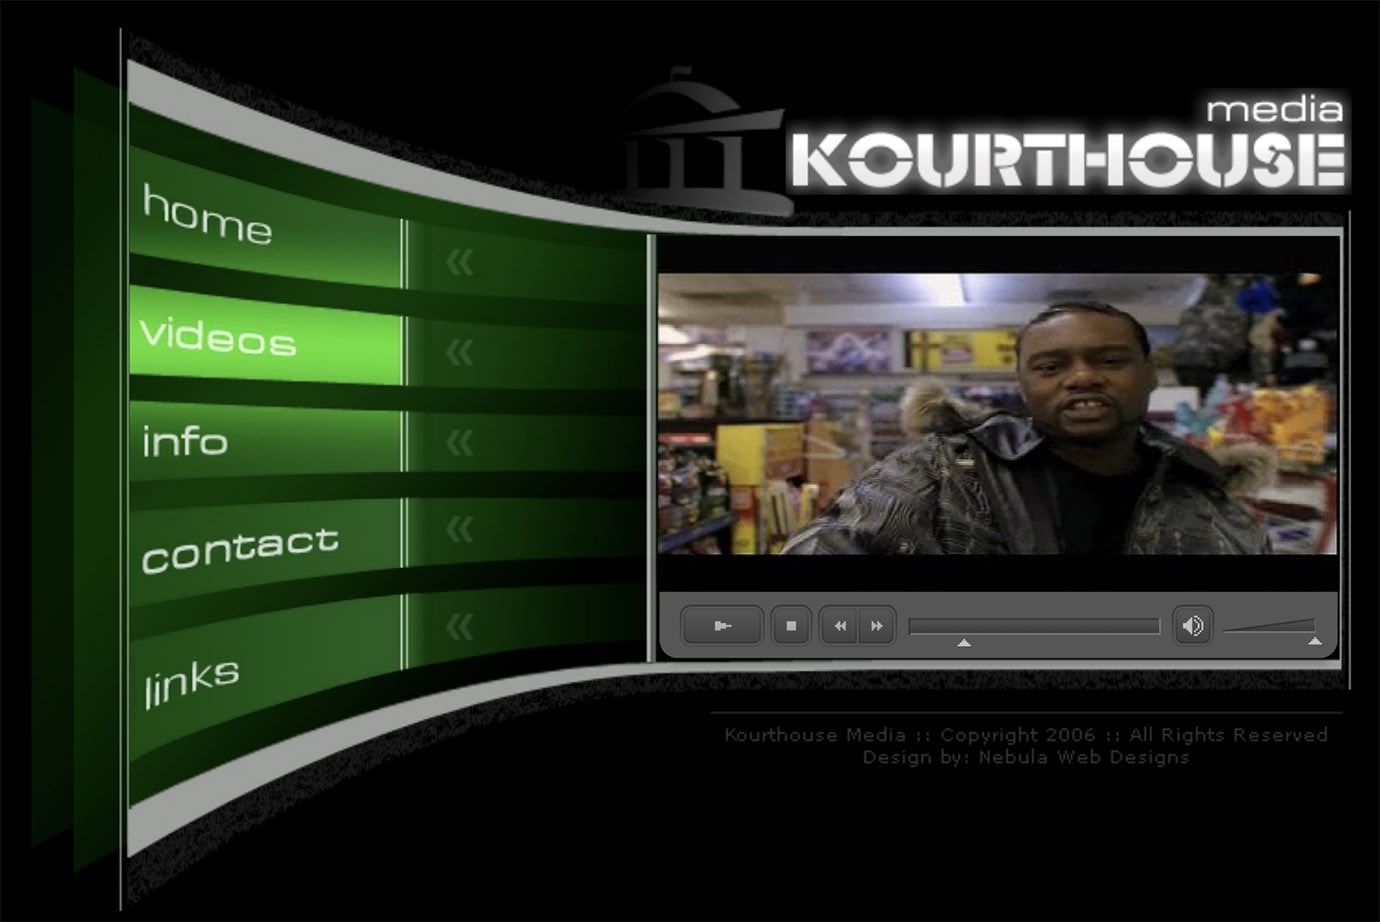 media
KOURTHOUSE
home
videos
info
contact
links
Kourthouse Media :: Copyright 2006 :: All Rights Reserved
Design by: Nebula Web Designs